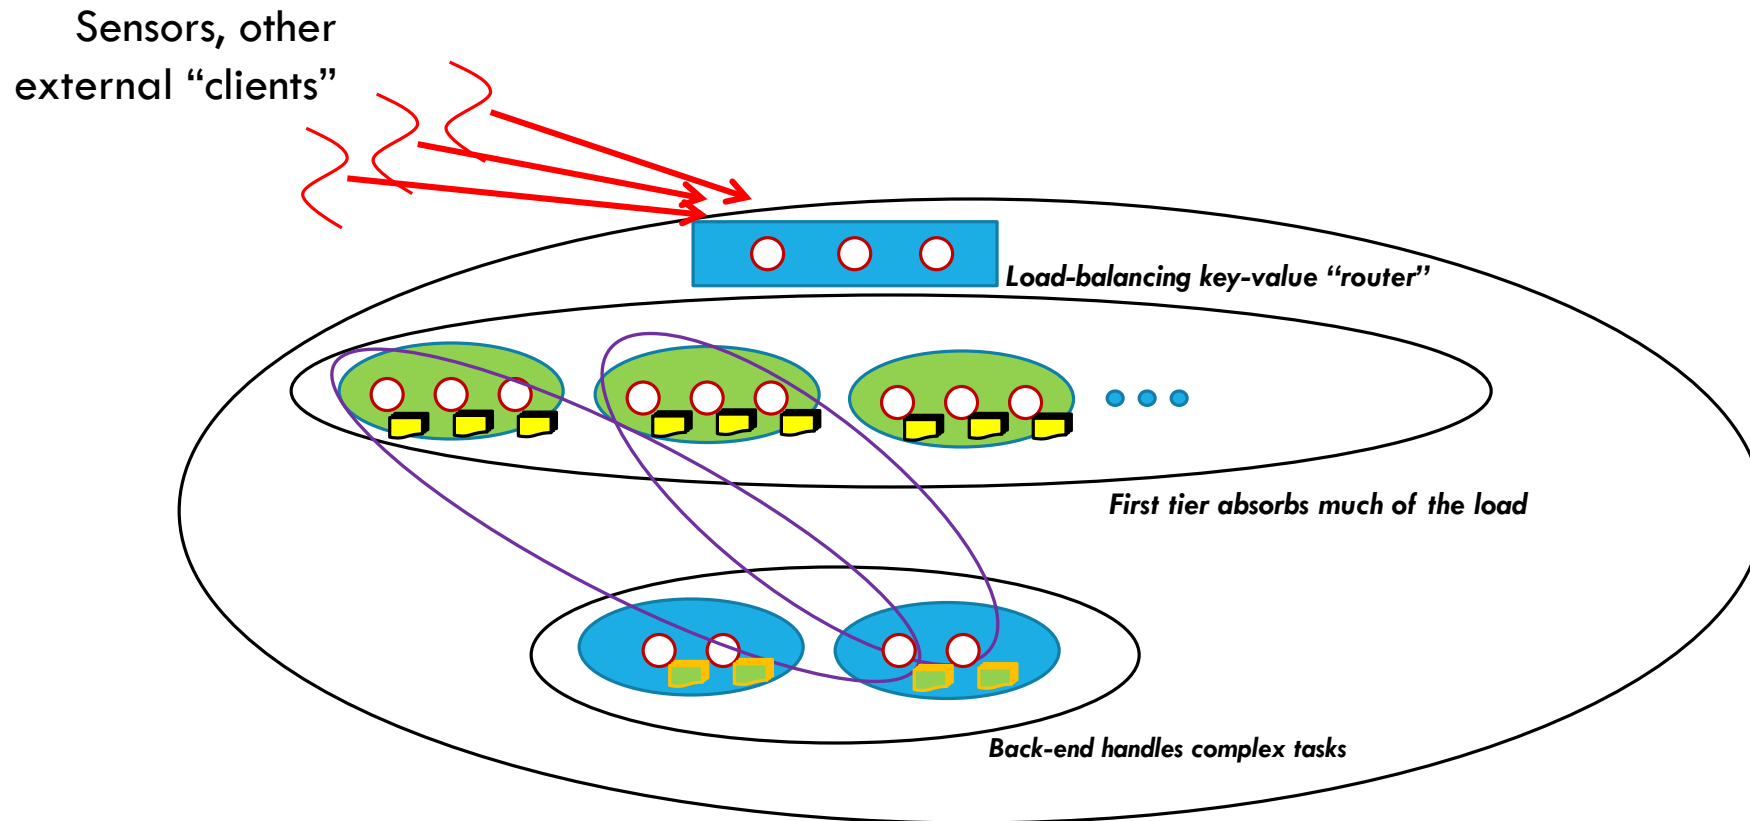 Sensors, other
external “clients”
Load-balancing key-value “router”
First tier absorbs much of the load
Back-end handles complex tasks